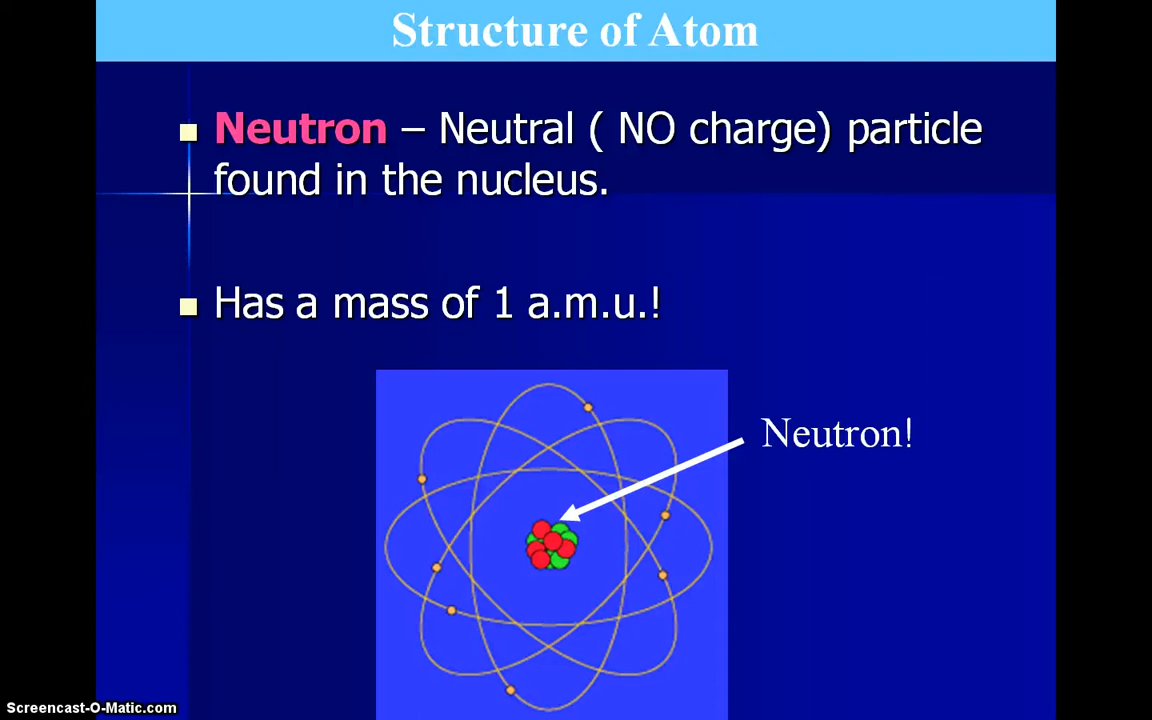 Structure of Atom
Neutron – Neutral ( NO charge) particle
found in the nucleus.
Has a mass of 1 a.m.u.!
Neutron!
Screencast-O-Matic.com